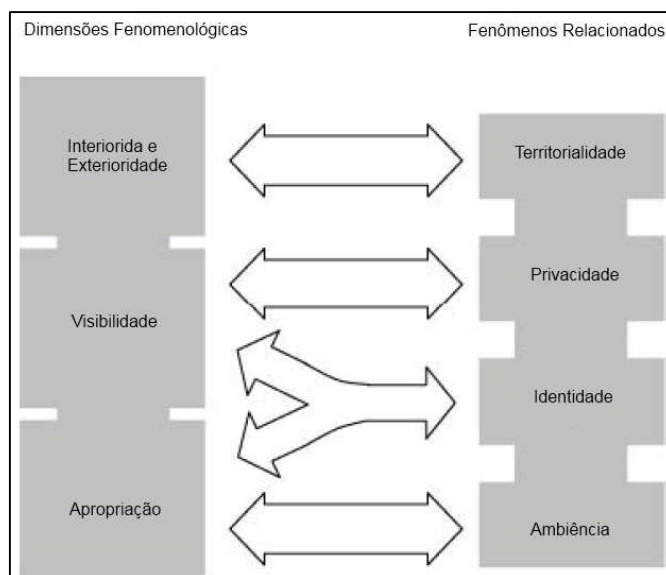 Dimensões Fenomenológicas
Fenômenos Relacionados
Interiorida e
Exterioridade
Territorialidade
Visibilidade
Privacidade
Identidade
Apropriação
Ambiência